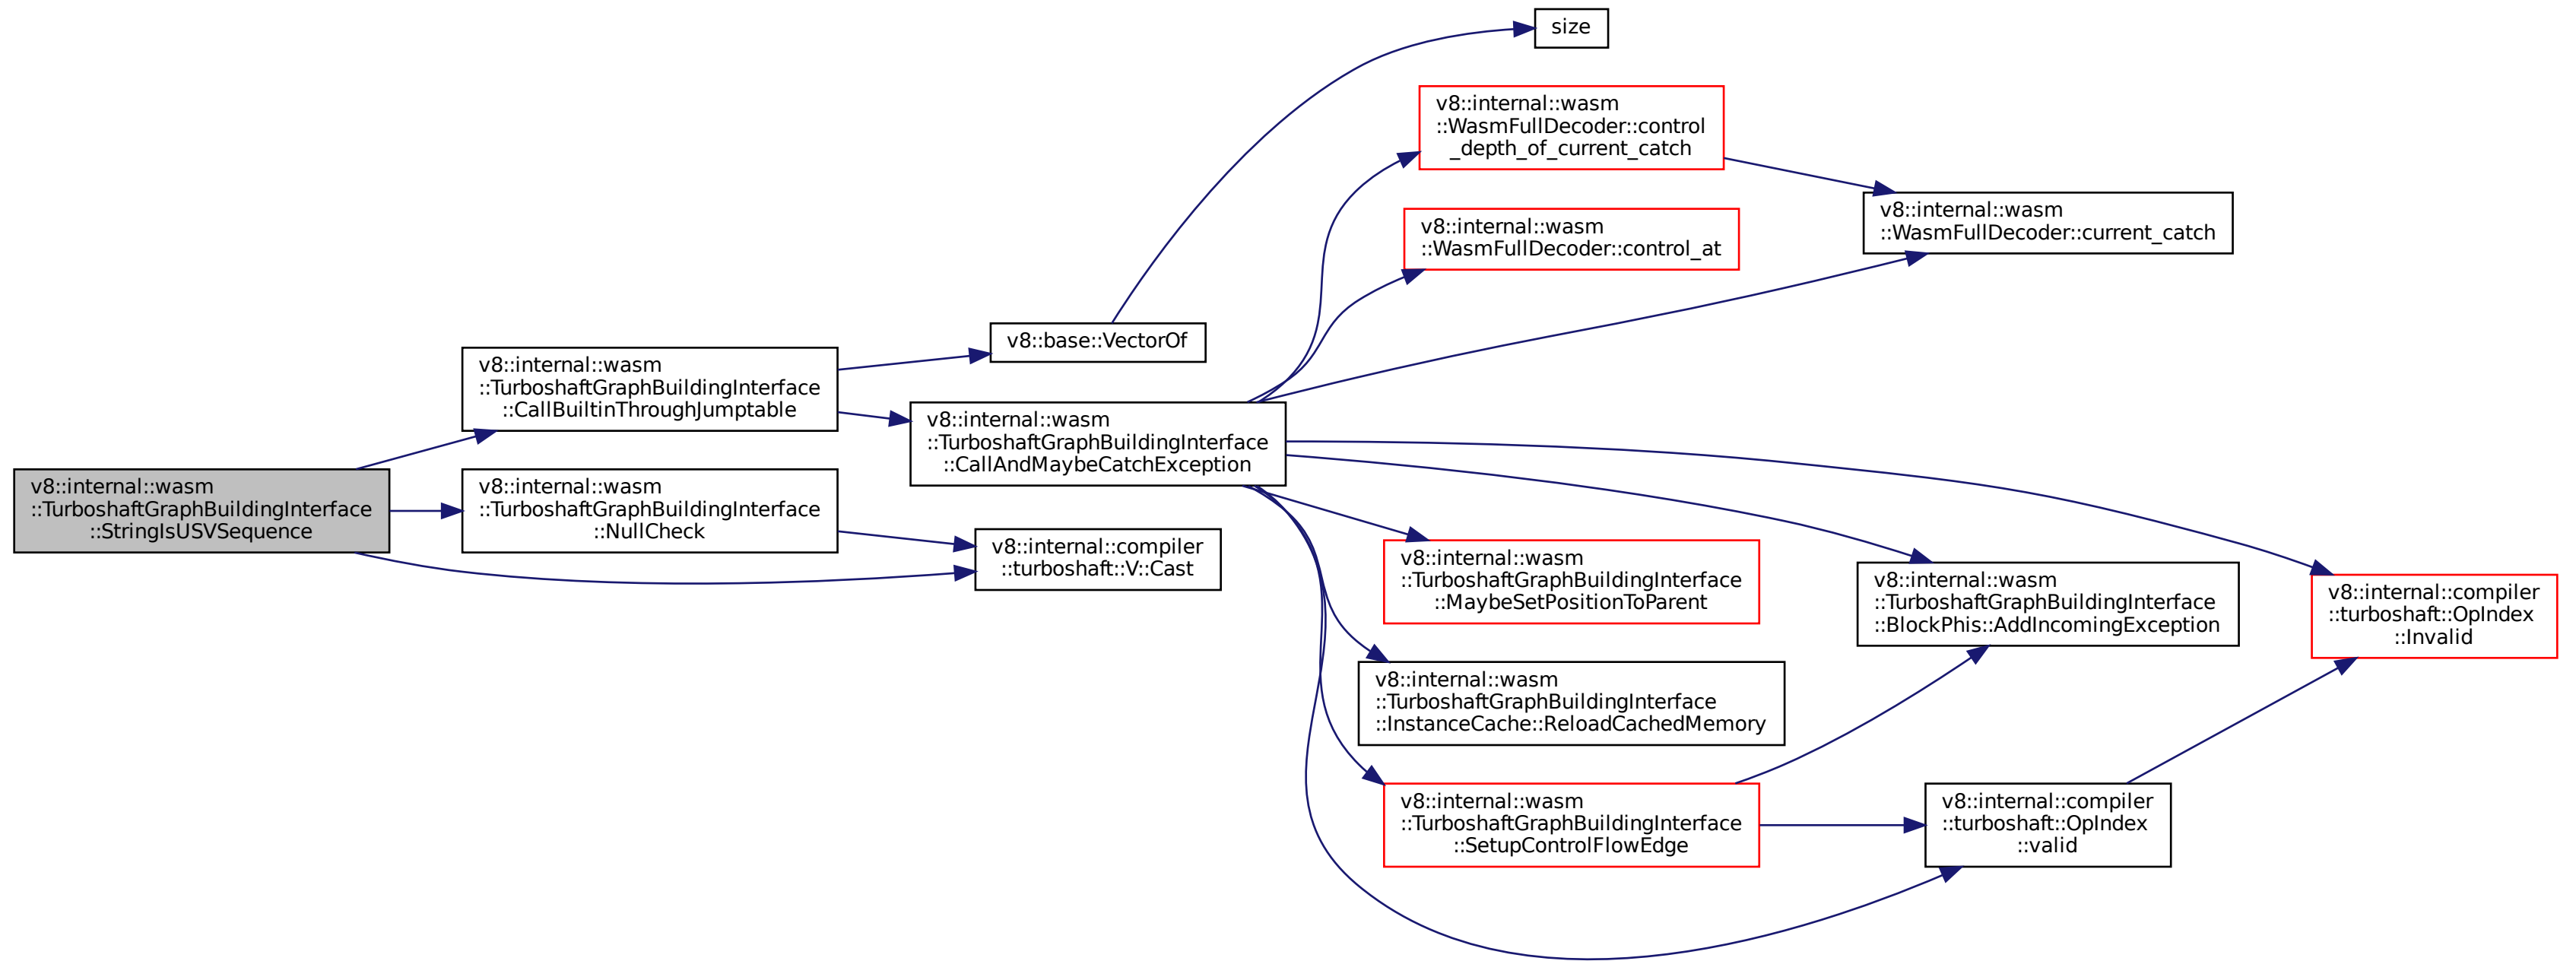 v8::internal::wasm
::TurboshaftGraphBuildingInterface
::StringIsUSVSequence
v8::internal::wasm
::TurboshaftGraphBuildingInterface
::CallBuiltinThroughJumptable
v8::internal::wasm
::TurboshaftGraphBuildingInterface
::NullCheck
v8::base::VectorOf
v8::internal::wasm
::TurboshaftGraphBuildingInterface
::CallAndMaybeCatchException
v8::internal::compiler
::turboshaft::V::Cast
size
v8::internal::wasm
::WasmFullDecoder::control
_depth_of_current_catch
v8::internal::wasm
::WasmFullDecoder::control_at
v8::internal::wasm
::WasmFullDecoder::current_catch
v8::internal::wasm
::TurboshaftGraphBuildingInterface
::MaybeSetPositionToParent
v8::internal::wasm
::TurboshaftGraphBuildingInterface
::InstanceCache::ReloadCachedMemory
v8::internal::wasm
::TurboshaftGraphBuildingInterface
::SetupControlFlowEdge
v8::internal::wasm
::TurboshaftGraphBuildingInterface
::BlockPhis::AddIncomingException
v8::internal::compiler
::turboshaft::OpIndex
::valid
v8::internal::compiler
::turboshaft::OpIndex
::Invalid